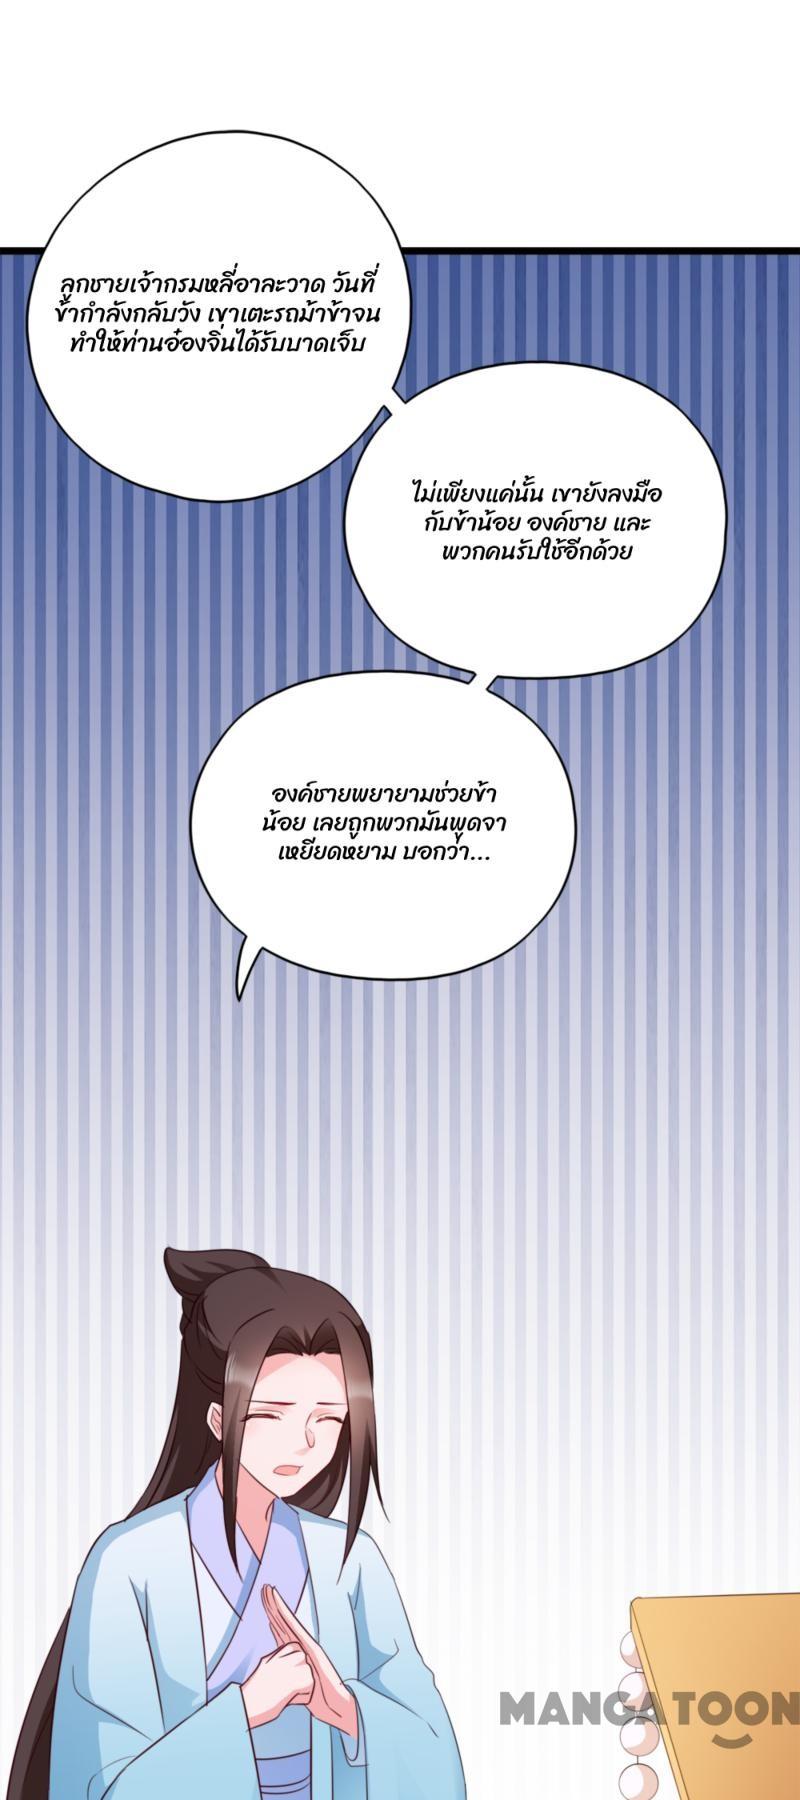 ลูกชายเจ้ากรมหลี่อาละวาด วันที่
ข้ากำลังกลับวัง เขาเตะรถม้าข้าจน
ทำให้ท่านอ๋องจิ่นได้รับบาดเจ็บ
ไม่เพียงแค่นั้น เขายังลงมือ
กับข้าน้อย องค์ชาย และ
พวกคนรับใช้อีกด้วย
องค์ชายพยายามช่วยข้า
น้อย เลยถูกพวกมันพูดจา
เหยียดหยาม บอกว่า...
MANGATOON